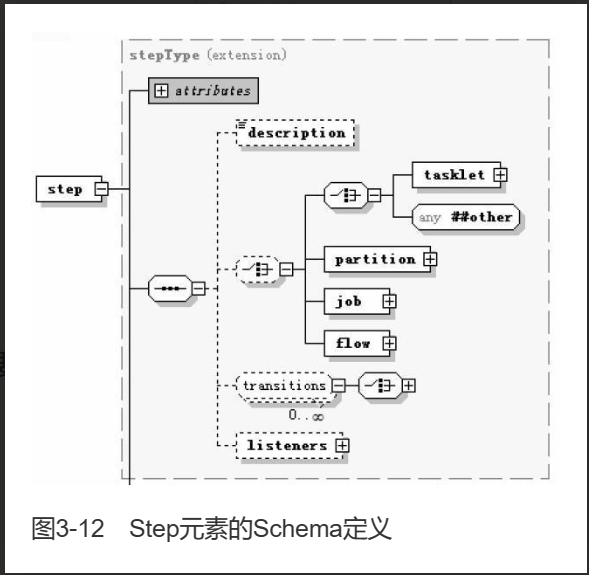 stepType (extension)
attributes
description
step
tasklet
any ##other
partition
job
flow
transitions
0..∞
listeners
图3-12 Step元素的Schema定义